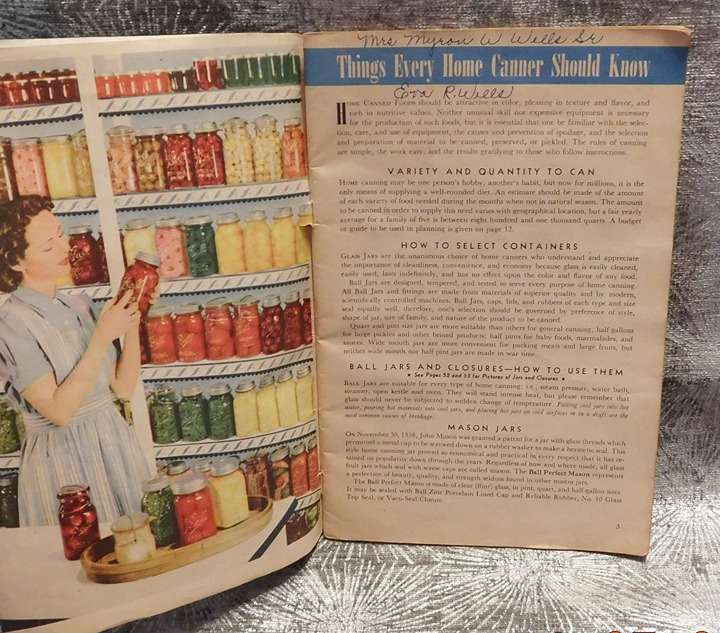 Mrs Myron W Wells Sr
Things Every Home Canner Should Know
Eva R. Wells
HOME CANNED FOODS should be attractive in color, pleasing in texture and flavor, and
rich in nutritive values. Neither unusual skill not expensive equipment is necessary
for the production of such foods, but it is essential that one be familiar with the selec-
tion, care, and use of equipment, the causes and prevention of spoilage, and the selection
and preparation of material to be canned, preserved, or pickled. The rules of canning
are simple, the work easy, and the results gratifying to those who follow instructions.
VARIETY AND QUANTITY TO CAN
HOME canning may be one person's hobby, another's habit, but now for millions, it is the
only means of supplying a well-rounded diet. An estimate should be made of the amount
of each variety of food needed during the months when not in natural season. The amount
to be canned in order to supply this need varies with geographical location, but a fair yearly
average for a family of five is between eight hundred and one thousand quarts. A budget
or guide to be used in planning is given on page 12.
HOW TO SELECT CONTAINERS
GLASS JARS are the unanimous choice of home canners who understand and appreciate
the importance of cleanliness, convenience, and economy because glass is easily cleaned,
easily used, lasts indefinitely, and has no effect upon the color and flavor of any food.
Ball Jars are designed, tempered, and tested to serve every purpose of home canning.
All Ball Jars and fittings are made from materials of superior quality and by modern,
scientifically controlled machines. Ball Jars, caps, lids, and rubbers of each type and size
seal equally well, therefore, one's selection should be governed by preference of style,
shape of jar, size of family, and nature of the product to be canned.
Quart and pint size jars are more suitable than others for general canning; half gallons
for large pickles and other brined products; half pints for baby foods, marmalades, and
sauces. Wide mouth jars are more convenient for packing meats and large fruits, but
neither wide mouth nor half pint jars are made in war time.
BALL JARS AND CLOSURES—HOW TO USE THEM
• See Pages 52 and 53 for Pictures of Jars and Closures •
BALL JARS are suitable for every type of home canning; i.e., steam pressure, water bath,
steamer, open kettle and oven. They will stand intense heat, but please remember that
glass should never be subjected to sudden change of temperature. Putting cool jars into hot
water, pouring hot materials into cool jars, and placing hot jars on cold surfaces or in a draft are the
most common causes of breakage.
MASON JARS
ON November 30, 1858, John Mason was granted a patent for a jar with glass threads which
permitted a metal cap to be screwed down on a rubber washer to make a hermetic seal. This
style home canning jar proved so economical and practical in every respect that it has re-
tained its popularity down through the years. Regardless of how and where made, all glass
fruit jars which seal with screw caps are called mason. The Ball Perfect Mason represents
a perfection of beauty, quality, and strength seldom found in other mason jars.
The Ball Perfect Mason is made of clear (flint) glass, in pint, quart, and half-gallon sizes.
It may be sealed with Ball Zinc Porcelain Lined Cap and Reliable Rubber, No. 10 Glass
Top Seal, or Vacu-Seal Closure.
3